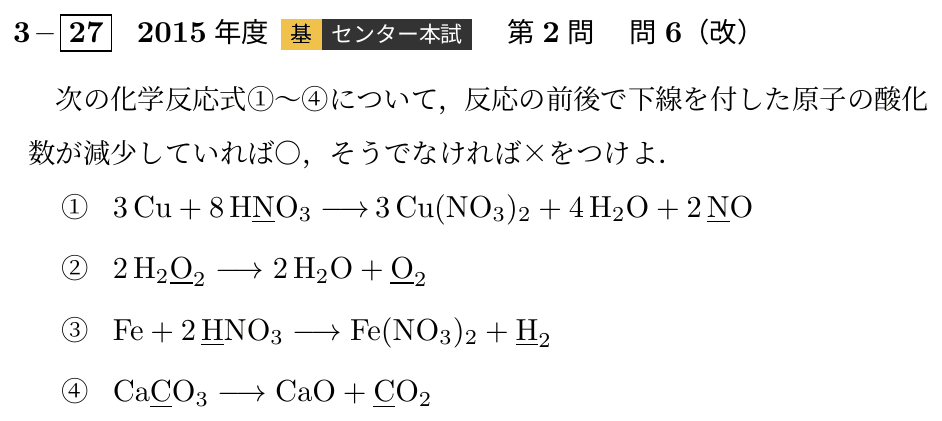 3－27 2015 年度 基 センター本試 第 2 問 問 6（改）
次の化学反応式①～④について，反応の前後で下線を付した原子の酸化
数が減少していれば○，そうでなければ×をつけよ．
① 3 Cu + 8 HNO₃ ⟶ 3 Cu(NO₃)₂ + 4 H₂O + 2 NO
② 2 H₂O₂ ⟶ 2 H₂O + O₂
③ Fe + 2 HNO₃ ⟶ Fe(NO₃)₂ + H₂
④ CaCO₃ ⟶ CaO + CO₂